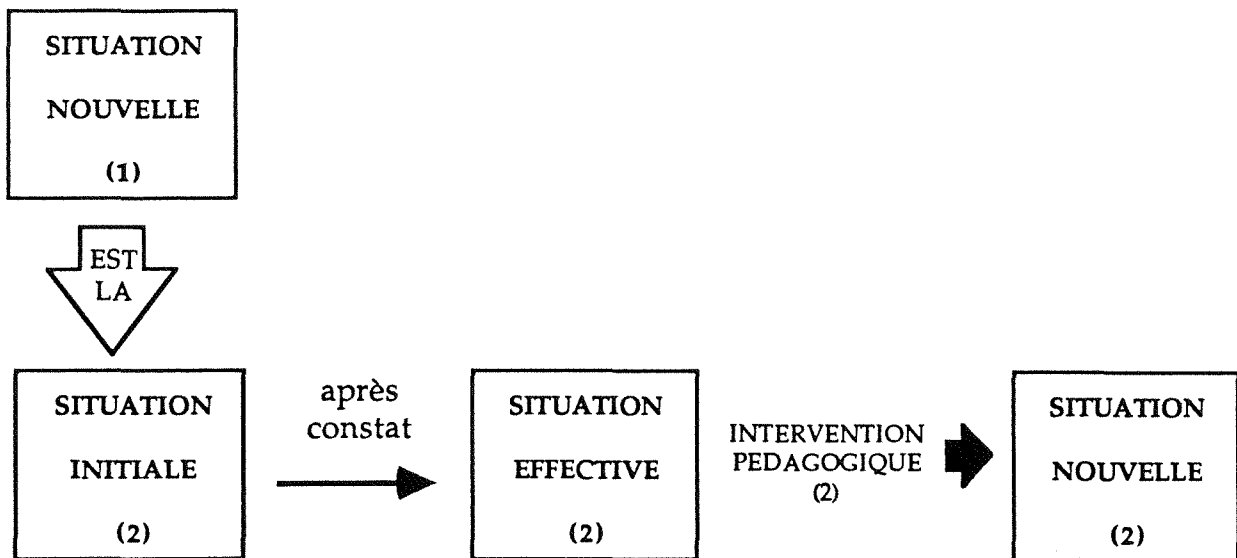 SITUATION
NOUVELLE
(1)
EST
LA
SITUATION
INITIALE
(2)
après
constat
SITUATION
EFFECTIVE
(2)
INTERVENTION
PEDAGOGIQUE
(2)
SITUATION
NOUVELLE
(2)